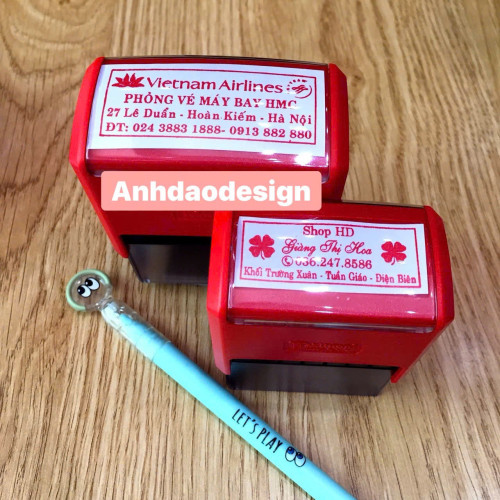 Vietnam Airlines
PHÒNG VÉ MÁY BAY HMC
27 Lê Duẩn - Hoàn Kiếm - Hà Nội
ĐT: 024 3883 1888- 0913 882 880
Anhdaodesign
Shop HD
Giàng Thị Hoa
036.247.8586
Khối Trường Xuân - Tuần Giáo - Điện Biên
LET'S PLAY